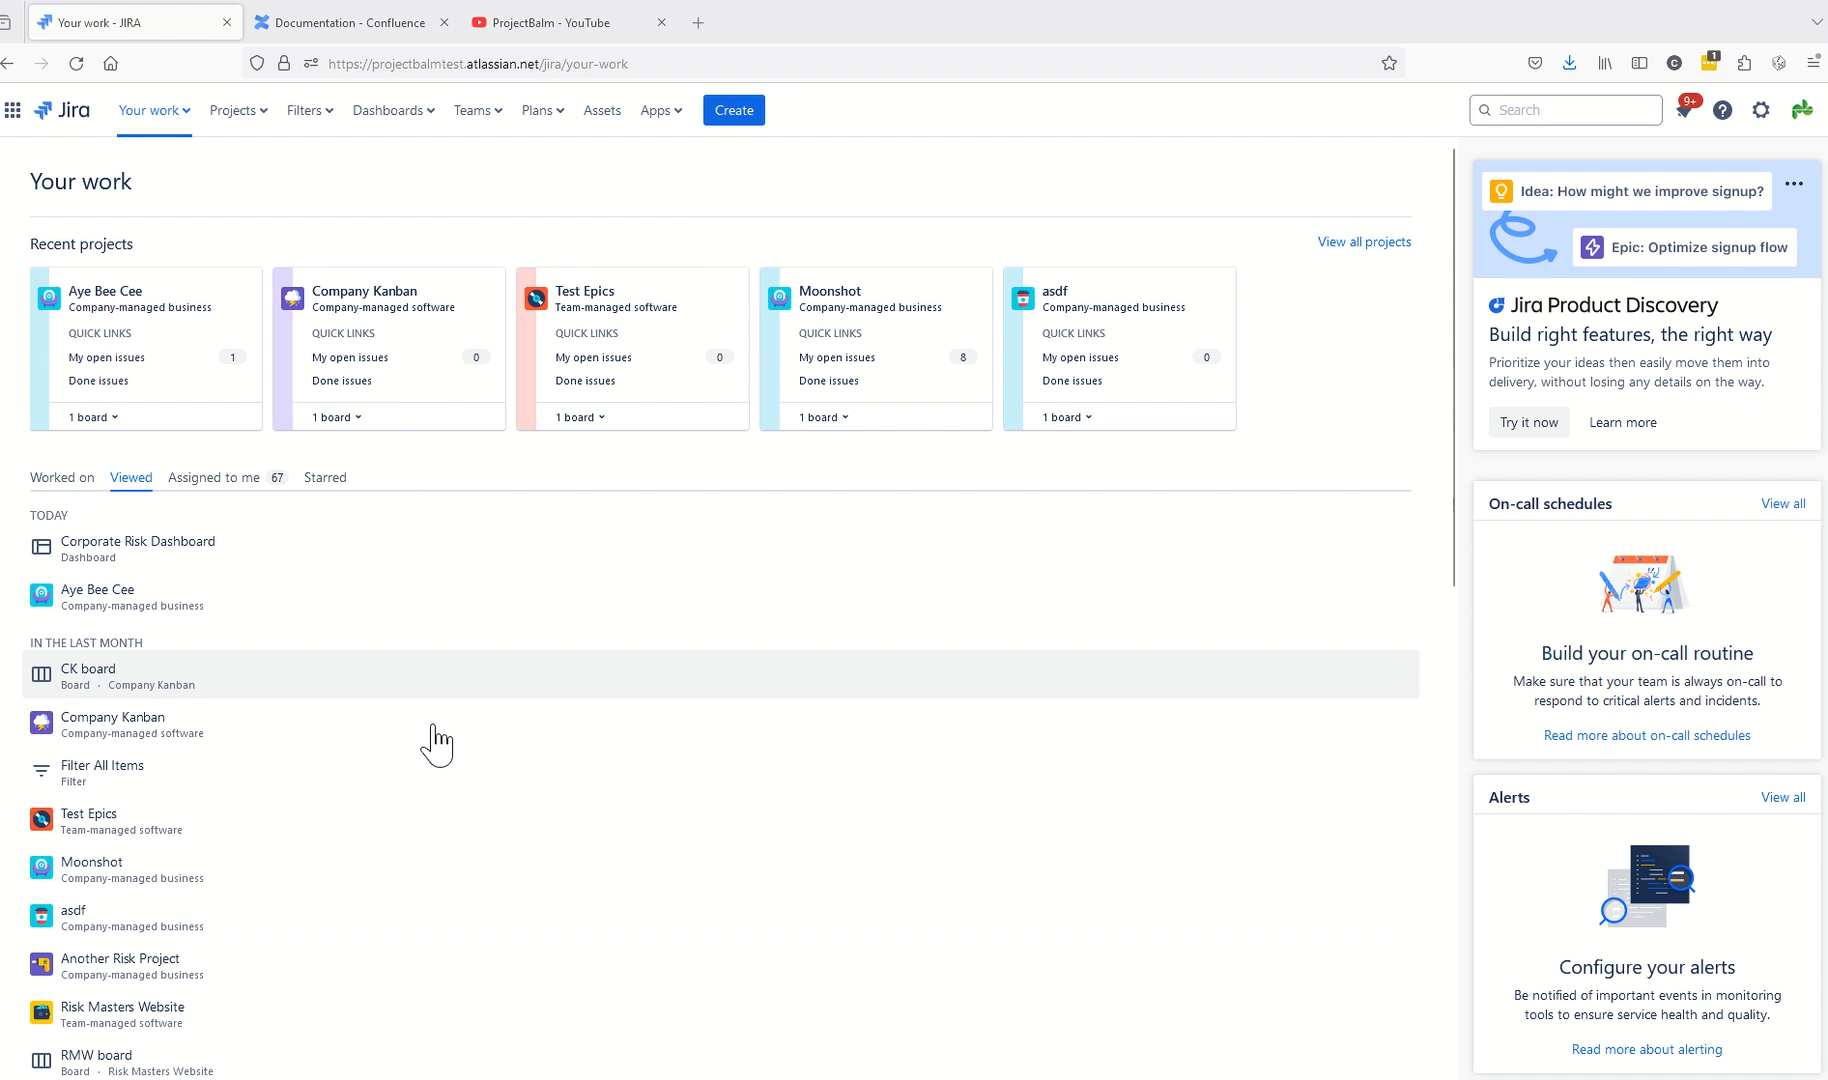 Your work - JIRA
Documentation - Confluence
ProjectBalm - YouTube
https://projectbalmtest.atlassian.net/jira/your-work
1
Jira
Your work
Projects
Filters
Dashboards
Teams
Plans
Assets
Apps
Create
Search
9+
Your work
Recent projects
View all projects
Aye Bee Cee
Company-managed business
QUICK LINKS
My open issues 1
Done issues
1 board
Company Kanban
Company-managed software
QUICK LINKS
My open issues 0
Done issues
1 board
Test Epics
Team-managed software
QUICK LINKS
My open issues 0
Done issues
1 board
Moonshot
Company-managed business
QUICK LINKS
My open issues 8
Done issues
1 board
asdf
Company-managed business
QUICK LINKS
My open issues 0
Done issues
1 board
Worked on
Viewed
Assigned to me 67
Starred
TODAY
Corporate Risk Dashboard
Dashboard
Aye Bee Cee
Company-managed business
IN THE LAST MONTH
CK board
Board · Company Kanban
Company Kanban
Company-managed software
Filter All Items
Filter
Test Epics
Team-managed software
Moonshot
Company-managed business
asdf
Company-managed business
Another Risk Project
Company-managed business
Risk Masters Website
Team-managed software
RMW board
Board · Risk Masters Website
Idea: How might we improve signup?
Epic: Optimize signup flow
Jira Product Discovery
Build right features, the right way
Prioritize your ideas then easily move them into
delivery, without losing any details on the way.
Try it now
Learn more
On-call schedules
View all
Build your on-call routine
Make sure that your team is always on-call to
respond to critical alerts and incidents.
Read more about on-call schedules
Alerts
View all
Configure your alerts
Be notified of important events in monitoring
tools to ensure service health and quality.
Read more about alerting